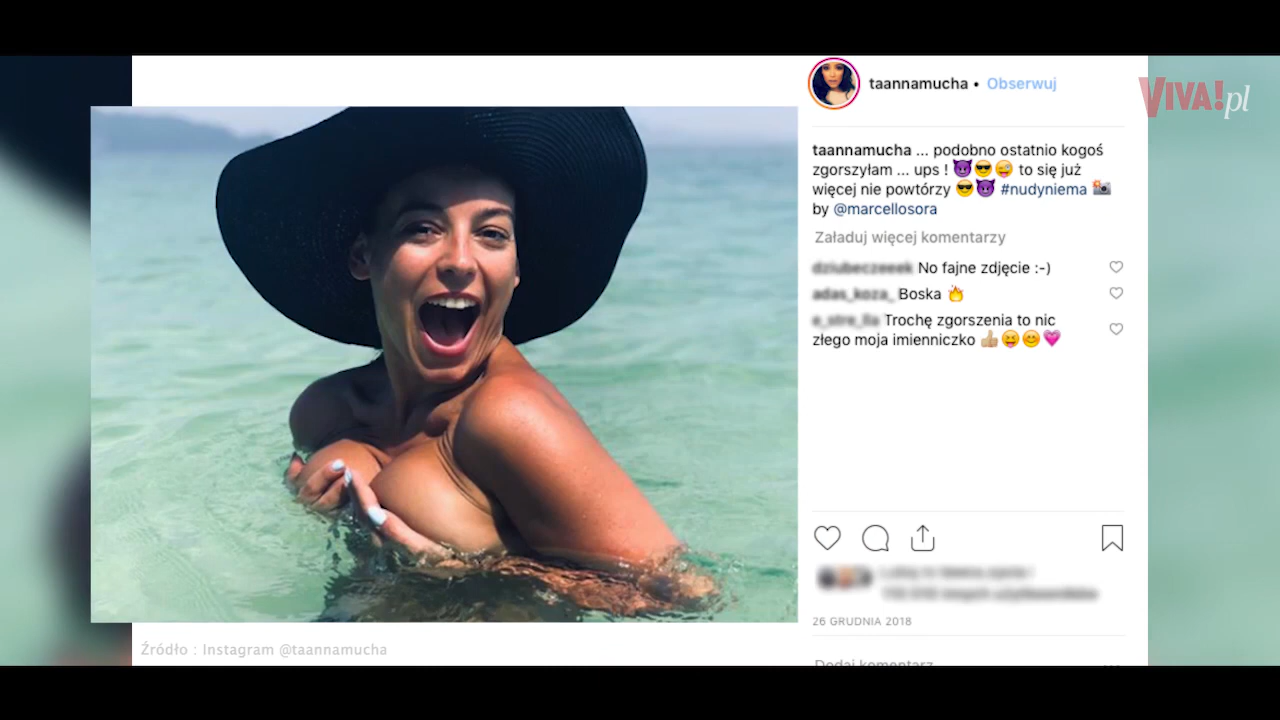 taannamucha • Obserwuj
VIVA!pl
taannamucha ... podobno ostatnio kogoś
zgorszyłam ... ups ! 😈😎😜 to się już
więcej nie powtórzy 😎😈 #nudyniema 📸
by @marcellosora
Załaduj więcej komentarzy
No fajne zdjęcie :-)
Boska 🔥
Trochę zgorszenia to nic
złego moja imienniczko 👍🏼😝😊💗
26 GRUDNIA 2018
Źródło : Instagram @taannamucha
Dodaj komentarz